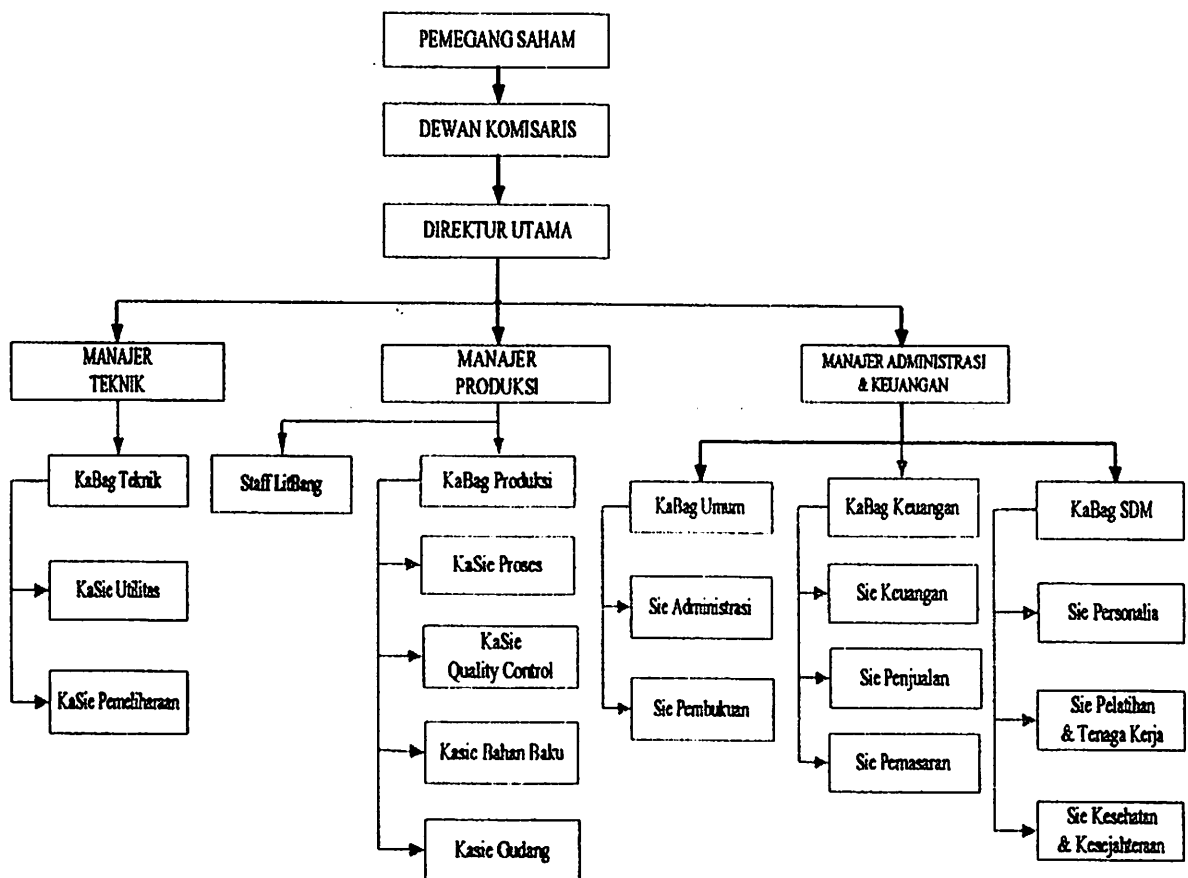 PEMEGANG SAHAM
DEWAN KOMISARIS
DIREKTUR UTAMA
MANAJER
TEKNIK
MANAJER
PRODUKSI
MANAJER ADMINISTRASI
& KEUANGAN
KaBag Teknik
Staff LitBang
KaBag Produksi
KaBag Umum
KaBag Keuangan
KaBag SDM
KaSie Utilitas
KaSie Pemeliharaan
KaSie Proses
KaSie
Quality Control
Kasie Bahan Baku
Kasie Gudang
Sie Administrasi
Sie Pembukuan
Sie Keuangan
Sie Penjualan
Sie Pemasaran
Sie Personalia
Sie Pelatihan
& Tenaga Kerja
Sie Kesehatan
& Kesejahteraan